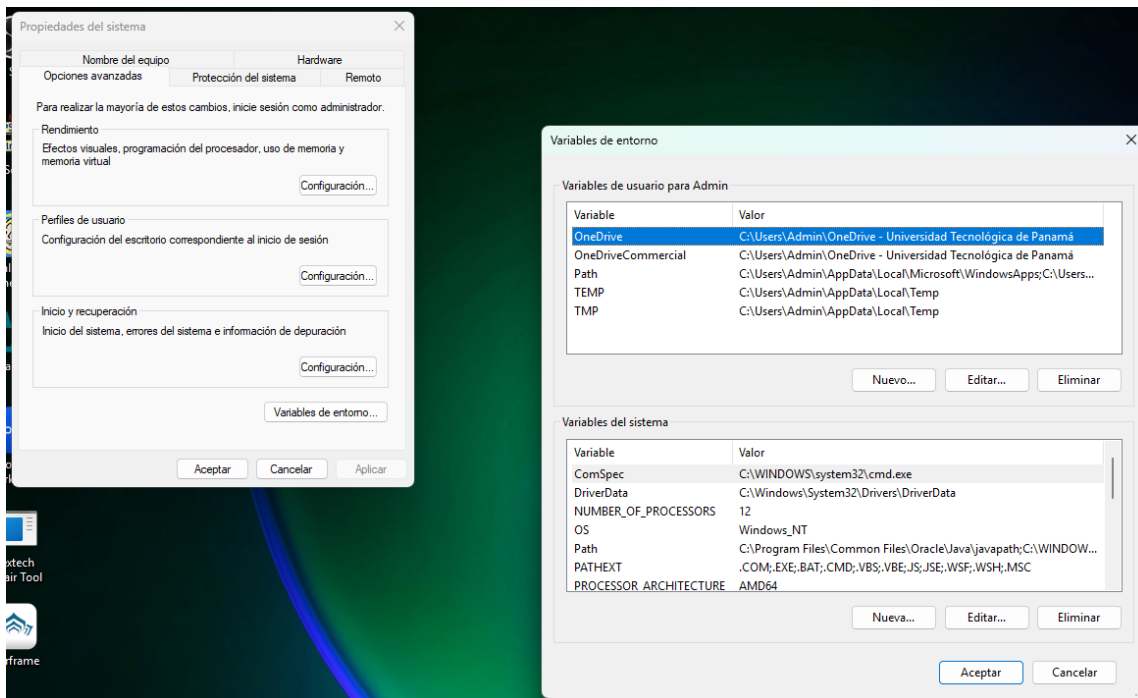 Propiedades del sistema
Nombre del equipo Hardware
Opciones avanzadas Protección del sistema Remoto
Para realizar la mayoría de estos cambios, inicie sesión como administrador.
Rendimiento
Efectos visuales, programación del procesador, uso de memoria y
memoria virtual
Configuración...
Perfiles de usuario
Configuración del escritorio correspondiente al inicio de sesión
Configuración...
Inicio y recuperación
Inicio del sistema, errores del sistema e información de depuración
Configuración...
Variables de entorno...
Aceptar Cancelar Aplicar
Variables de entorno
Variables de usuario para Admin
Variable Valor
OneDrive C:\Users\Admin\OneDrive - Universidad Tecnológica de Panamá
OneDriveCommercial C:\Users\Admin\OneDrive - Universidad Tecnológica de Panamá
Path C:\Users\Admin\AppData\Local\Microsoft\WindowsApps;C:\Users...
TEMP C:\Users\Admin\AppData\Local\Temp
TMP C:\Users\Admin\AppData\Local\Temp
Nuevo... Editar... Eliminar
Variables del sistema
Variable Valor
ComSpec C:\WINDOWS\system32\cmd.exe
DriverData C:\Windows\System32\Drivers\DriverData
NUMBER_OF_PROCESSORS 12
OS Windows_NT
Path C:\Program Files\Common Files\Oracle\Java\javapath;C:\WINDOW...
PATHEXT .COM;.EXE;.BAT;.CMD;.VBS;.VBE;.JS;.JSE;.WSF;.WSH;.MSC
PROCESSOR_ARCHITECTURE AMD64
Nueva... Editar... Eliminar
Aceptar Cancelar
xtech
air Tool
rframe